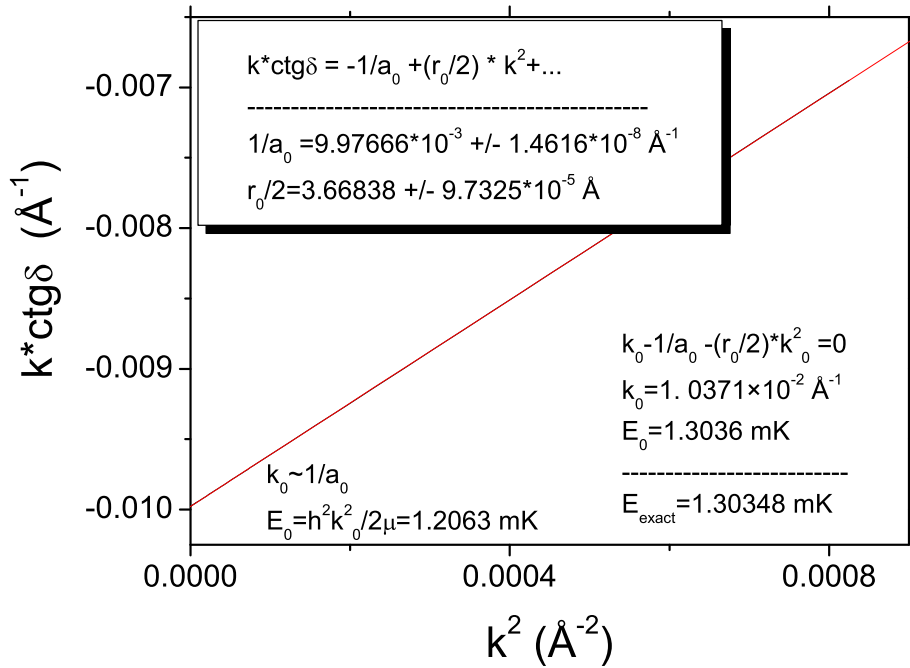 k*ctgδ = -1/a₀ +(r₀/2) * k²+...
----------------------------------------------
1/a₀ =9.97666*10⁻³ +/- 1.4616*10⁻⁸ Å⁻¹
r₀/2=3.66838 +/- 9.7325*10⁻⁵ Å
-0.007
-0.008
-0.009
-0.010
k*ctgδ (Å⁻¹)
k₀-1/a₀ -(r₀/2)*k²₀ =0
k₀=1. 0371×10⁻² Å⁻¹
E₀=1.3036 mK
--------------------------
E_exact=1.30348 mK
k₀~1/a₀
E₀=h²k²₀/2μ=1.2063 mK
0.0000 0.0004 0.0008
k² (Å⁻²)